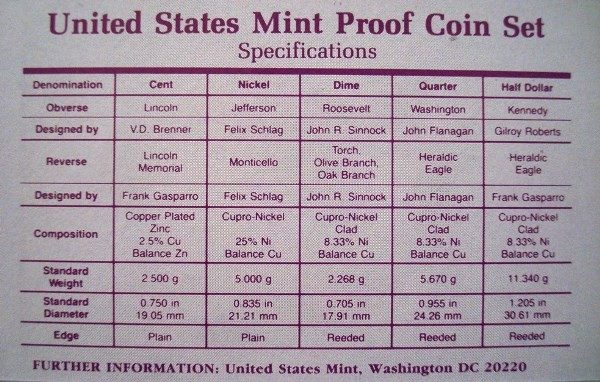 United States Mint Proof Coin Set
Specifications
Denomination Cent Nickel Dime Quarter Half Dollar
Obverse Lincoln Jefferson Roosevelt Washington Kennedy
Designed by V.D. Brenner Felix Schlag John R. Sinnock John Flanagan Gilroy Roberts
Reverse Lincoln Memorial Monticello Torch, Olive Branch, Oak Branch Heraldic Eagle Heraldic Eagle
Designed by Frank Gasparro Felix Schlag John R. Sinnock John Flanagan Frank Gasparro
Composition Copper Plated Zinc 2.5% Cu Balance Zn Cupro-Nickel 25% Ni Balance Cu Cupro-Nickel Clad 8.33% Ni Balance Cu Cupro-Nickel Clad 8.33% Ni Balance Cu Cupro-Nickel Clad 8.33% Ni Balance Cu
Standard Weight 2.500 g 5.000 g 2.268 g 5.670 g 11.340 g
Standard Diameter 0.750 in 19.05 mm 0.835 in 21.21 mm 0.705 in 17.91 mm 0.955 in 24.26 mm 1.205 in 30.61 mm
Edge Plain Plain Reeded Reeded Reeded
FURTHER INFORMATION: United States Mint, Washington DC 20220